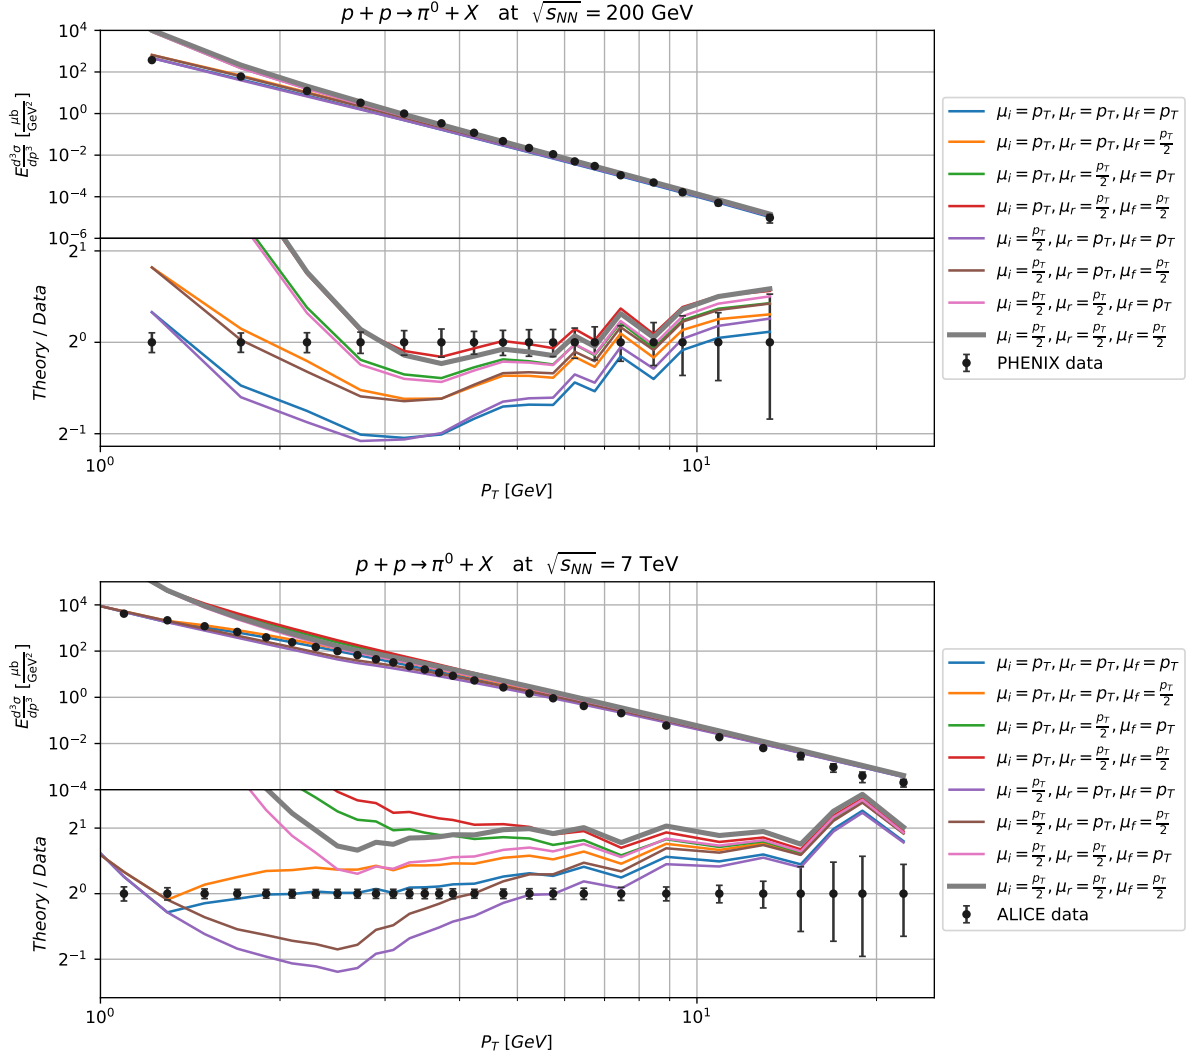 p + p → π⁰ + X at √s_NN = 200 GeV
E d³σ/dp³ [μb/GeV²]
10⁴
10²
10⁰
10⁻²
10⁻⁴
10⁻⁶
Theory / Data
2¹
2⁰
2⁻¹
10⁰
10¹
P_T [GeV]
μ_i = p_T, μ_r = p_T, μ_f = p_T
μ_i = p_T, μ_r = p_T, μ_f = p_T/2
μ_i = p_T, μ_r = p_T/2, μ_f = p_T
μ_i = p_T, μ_r = p_T/2, μ_f = p_T/2
μ_i = p_T/2, μ_r = p_T, μ_f = p_T
μ_i = p_T/2, μ_r = p_T, μ_f = p_T/2
μ_i = p_T/2, μ_r = p_T/2, μ_f = p_T
μ_i = p_T/2, μ_r = p_T/2, μ_f = p_T/2
PHENIX data
p + p → π⁰ + X at √s_NN = 7 TeV
E d³σ/dp³ [μb/GeV²]
10⁴
10²
10⁰
10⁻²
10⁻⁴
Theory / Data
2¹
2⁰
2⁻¹
10⁰
10¹
P_T [GeV]
μ_i = p_T, μ_r = p_T, μ_f = p_T
μ_i = p_T, μ_r = p_T, μ_f = p_T/2
μ_i = p_T, μ_r = p_T/2, μ_f = p_T
μ_i = p_T, μ_r = p_T/2, μ_f = p_T/2
μ_i = p_T/2, μ_r = p_T, μ_f = p_T
μ_i = p_T/2, μ_r = p_T, μ_f = p_T/2
μ_i = p_T/2, μ_r = p_T/2, μ_f = p_T
μ_i = p_T/2, μ_r = p_T/2, μ_f = p_T/2
ALICE data